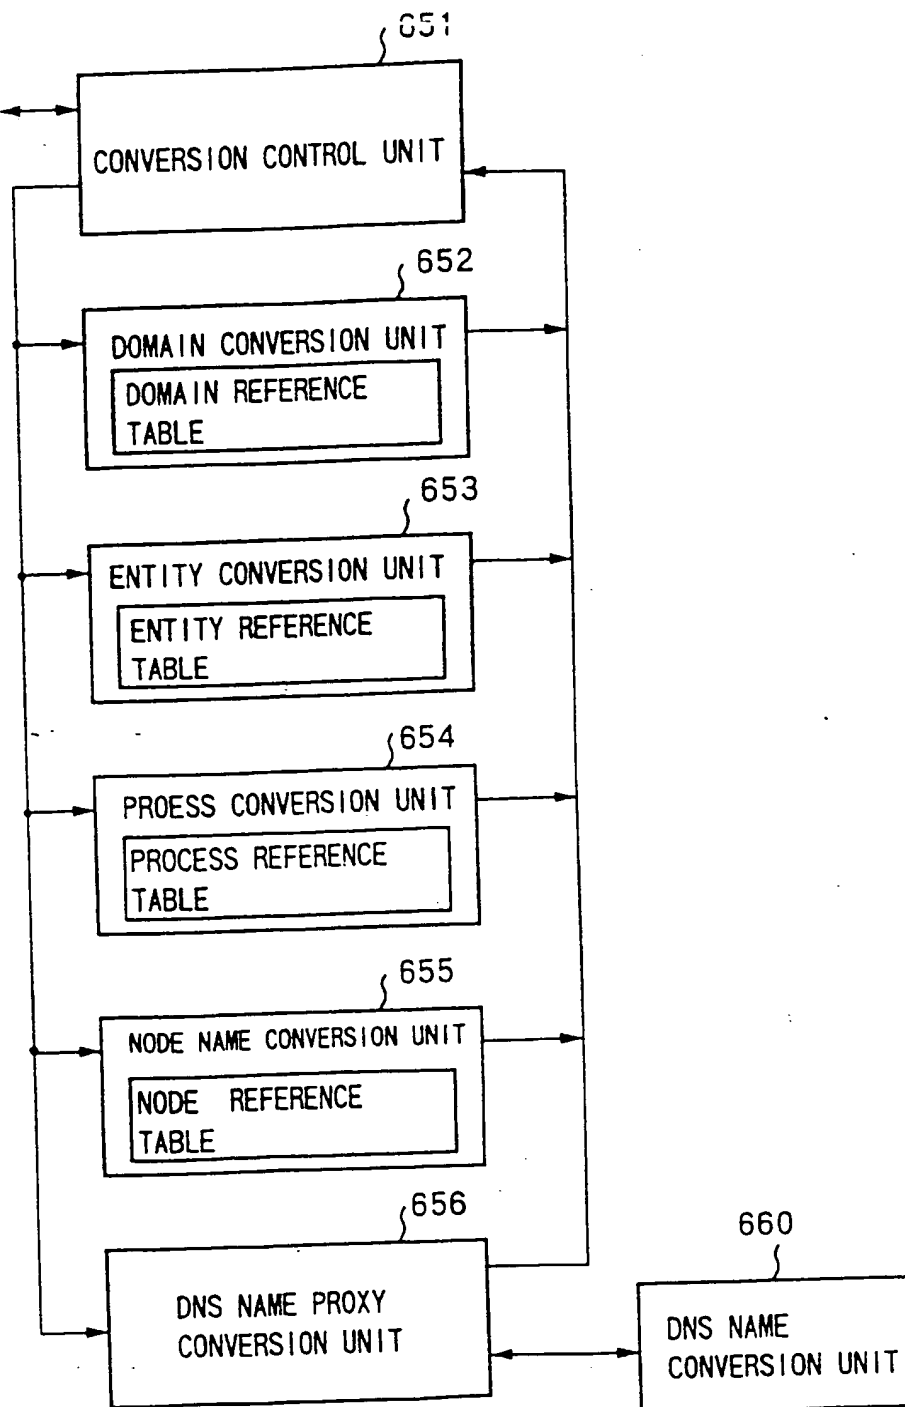 651
CONVERSION CONTROL UNIT
652
DOMAIN CONVERSION UNIT
DOMAIN REFERENCE
TABLE
653
ENTITY CONVERSION UNIT
ENTITY REFERENCE
TABLE
654
PROESS CONVERSION UNIT
PROCESS REFERENCE
TABLE
655
NODE NAME CONVERSION UNIT
NODE REFERENCE
TABLE
656
DNS NAME PROXY
CONVERSION UNIT
660
DNS NAME
CONVERSION UNIT